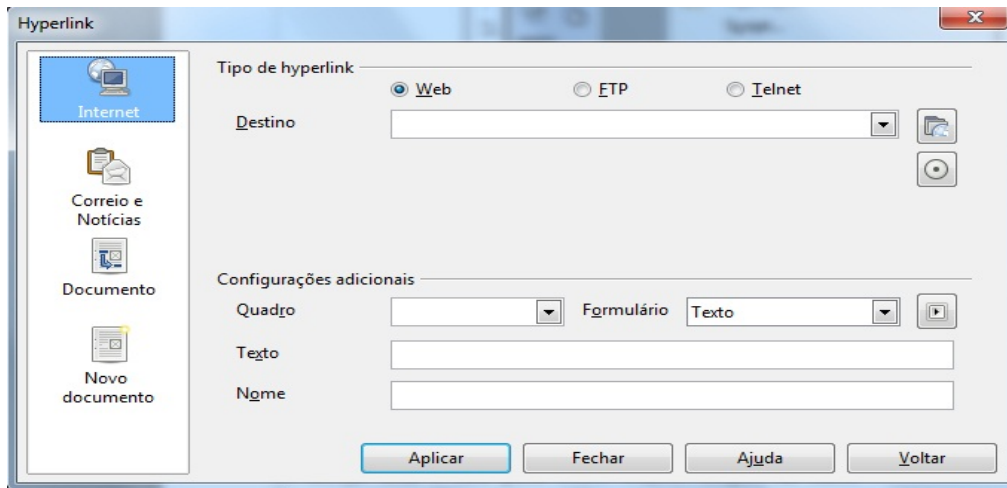 Hyperlink
Internet
Correio e
Notícias
Documento
Novo
documento
Tipo de hyperlink
Web FTP Telnet
Destino
Configurações adicionais
Quadro Formulário Texto
Texto
Nome
Aplicar Fechar Ajuda Voltar